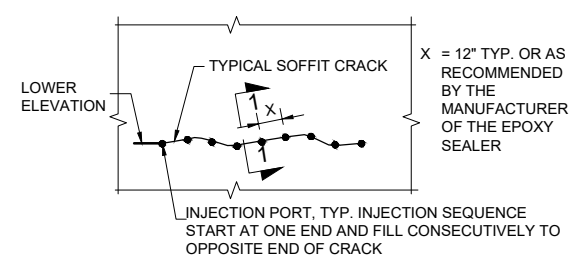 TYPICAL SOFFIT CRACK
LOWER
ELEVATION
1
X
1
X = 12" TYP. OR AS
RECOMMENDED
BY THE
MANUFACTURER
OF THE EPOXY
SEALER
INJECTION PORT, TYP. INJECTION SEQUENCE
START AT ONE END AND FILL CONSECUTIVELY TO
OPPOSITE END OF CRACK